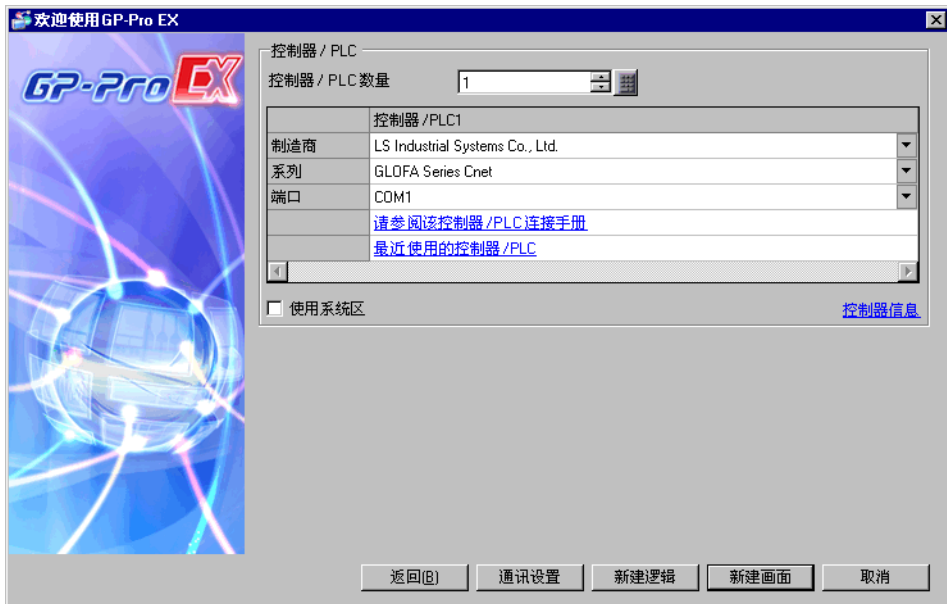 欢迎使用GP-Pro EX
GP-Pro EX
控制器 / PLC
控制器 / PLC 数量 1
控制器 /PLC1
制造商 LS Industrial Systems Co., Ltd.
系列 GLOFA Series Cnet
端口 COM1
请参阅该控制器/PLC连接手册
最近使用的控制器/PLC
使用系统区 控制器信息
返回(B) 通讯设置 新建逻辑 新建画面 取消